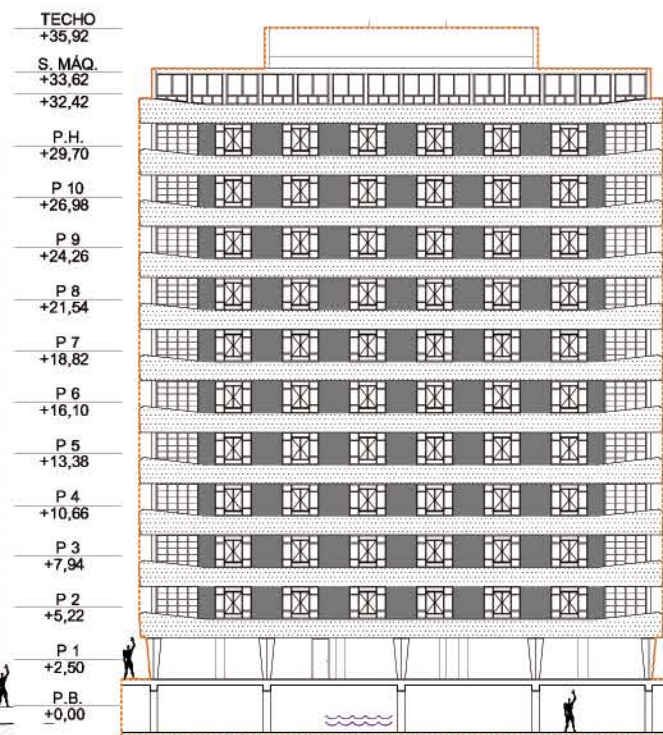 TECHO
+35,92
S. MÁQ.
+33,62
+32,42
P.H.
+29,70
P 10
+26,98
P 9
+24,26
P 8
+21,54
P 7
+18,82
P 6
+16,10
P 5
+13,38
P 4
+10,66
P 3
+7,94
P 2
+5,22
P 1
+2,50
P.B.
+0,00